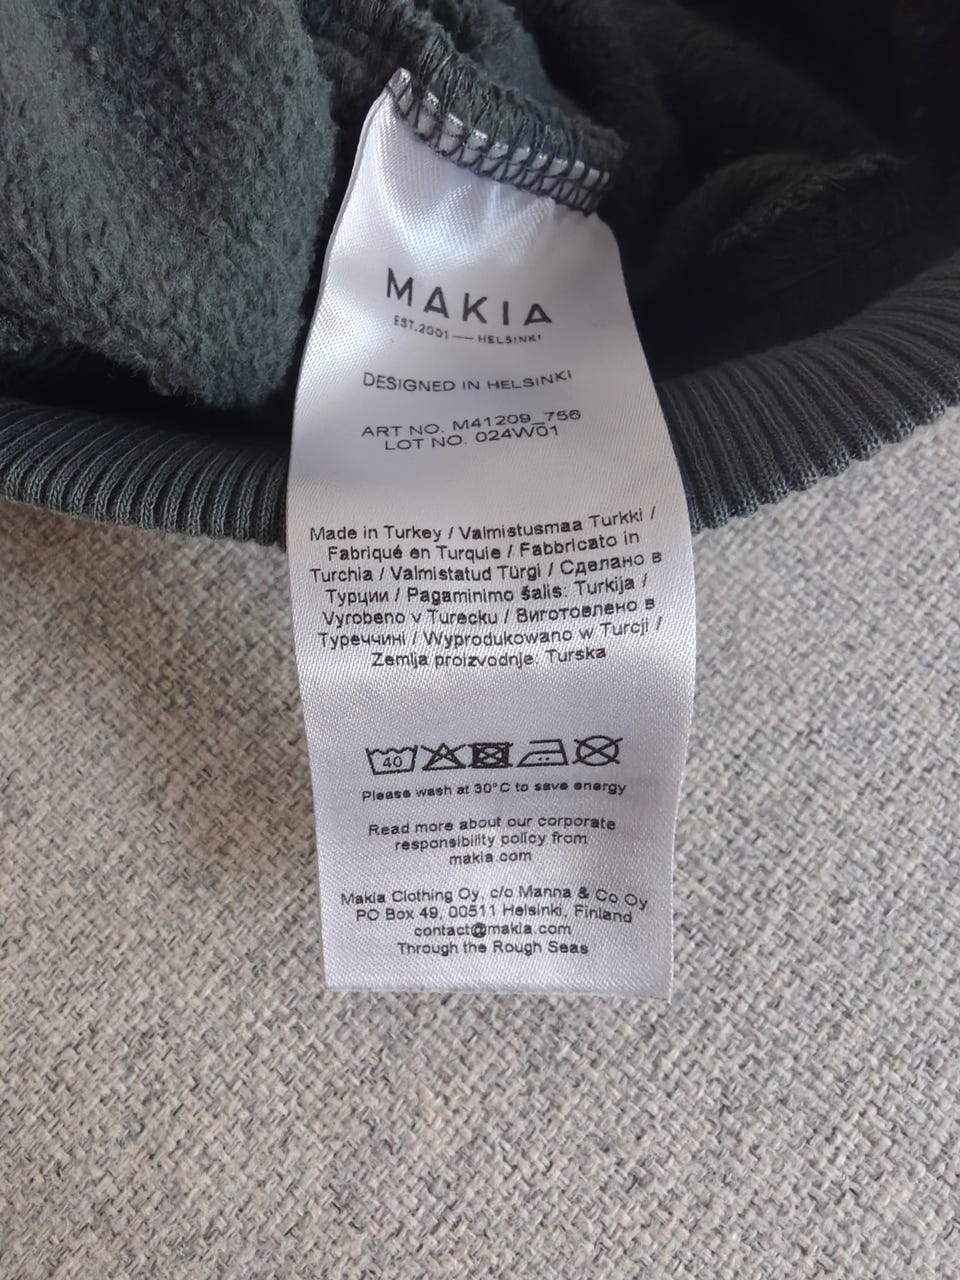 MAKIA
EST.2001 — HELSINKI
DESIGNED IN HELSINKI
ART NO. M41209_756
LOT NO. 024W01
Made in Turkey / Valmistusmaa Turkki /
Fabriqué en Turquie / Fabbricato in
Turchia / Valmistatud Türgi / Сделано в
Турции / Pagaminimo šalis: Turkija /
Vyrobeno v Turecku / Виготовлено в
Туреччині / Wyprodukowano w Turcji /
Zemlja proizvodnje: Turska
40
Please wash at 30°C to save energy
Read more about our corporate
responsibility policy from
makia.com
Makia Clothing Oy, c/o Manna & Co Oy
PO Box 49, 00511 Helsinki, Finland
contact@makia.com
Through the Rough Seas